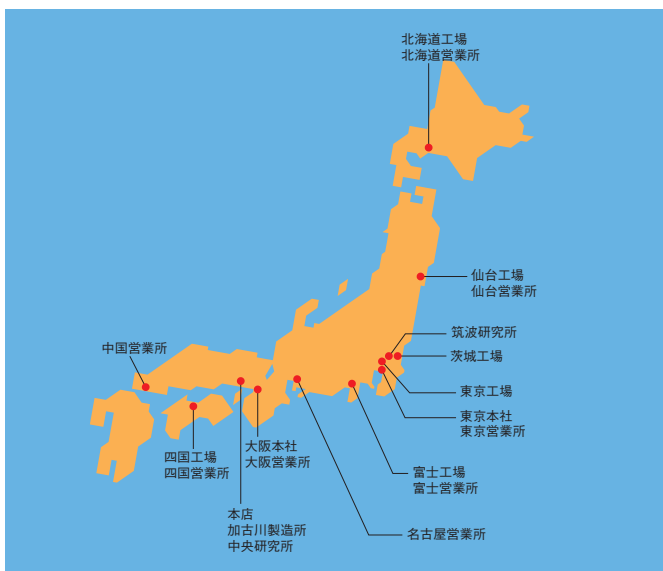 北海道工場
北海道営業所
仙台工場
仙台営業所
筑波研究所
茨城工場
中国営業所
東京工場
東京本社
東京営業所
大阪本社
大阪営業所
四国工場
四国営業所
富士工場
富士営業所
本店
加古川製造所
中央研究所
名古屋営業所